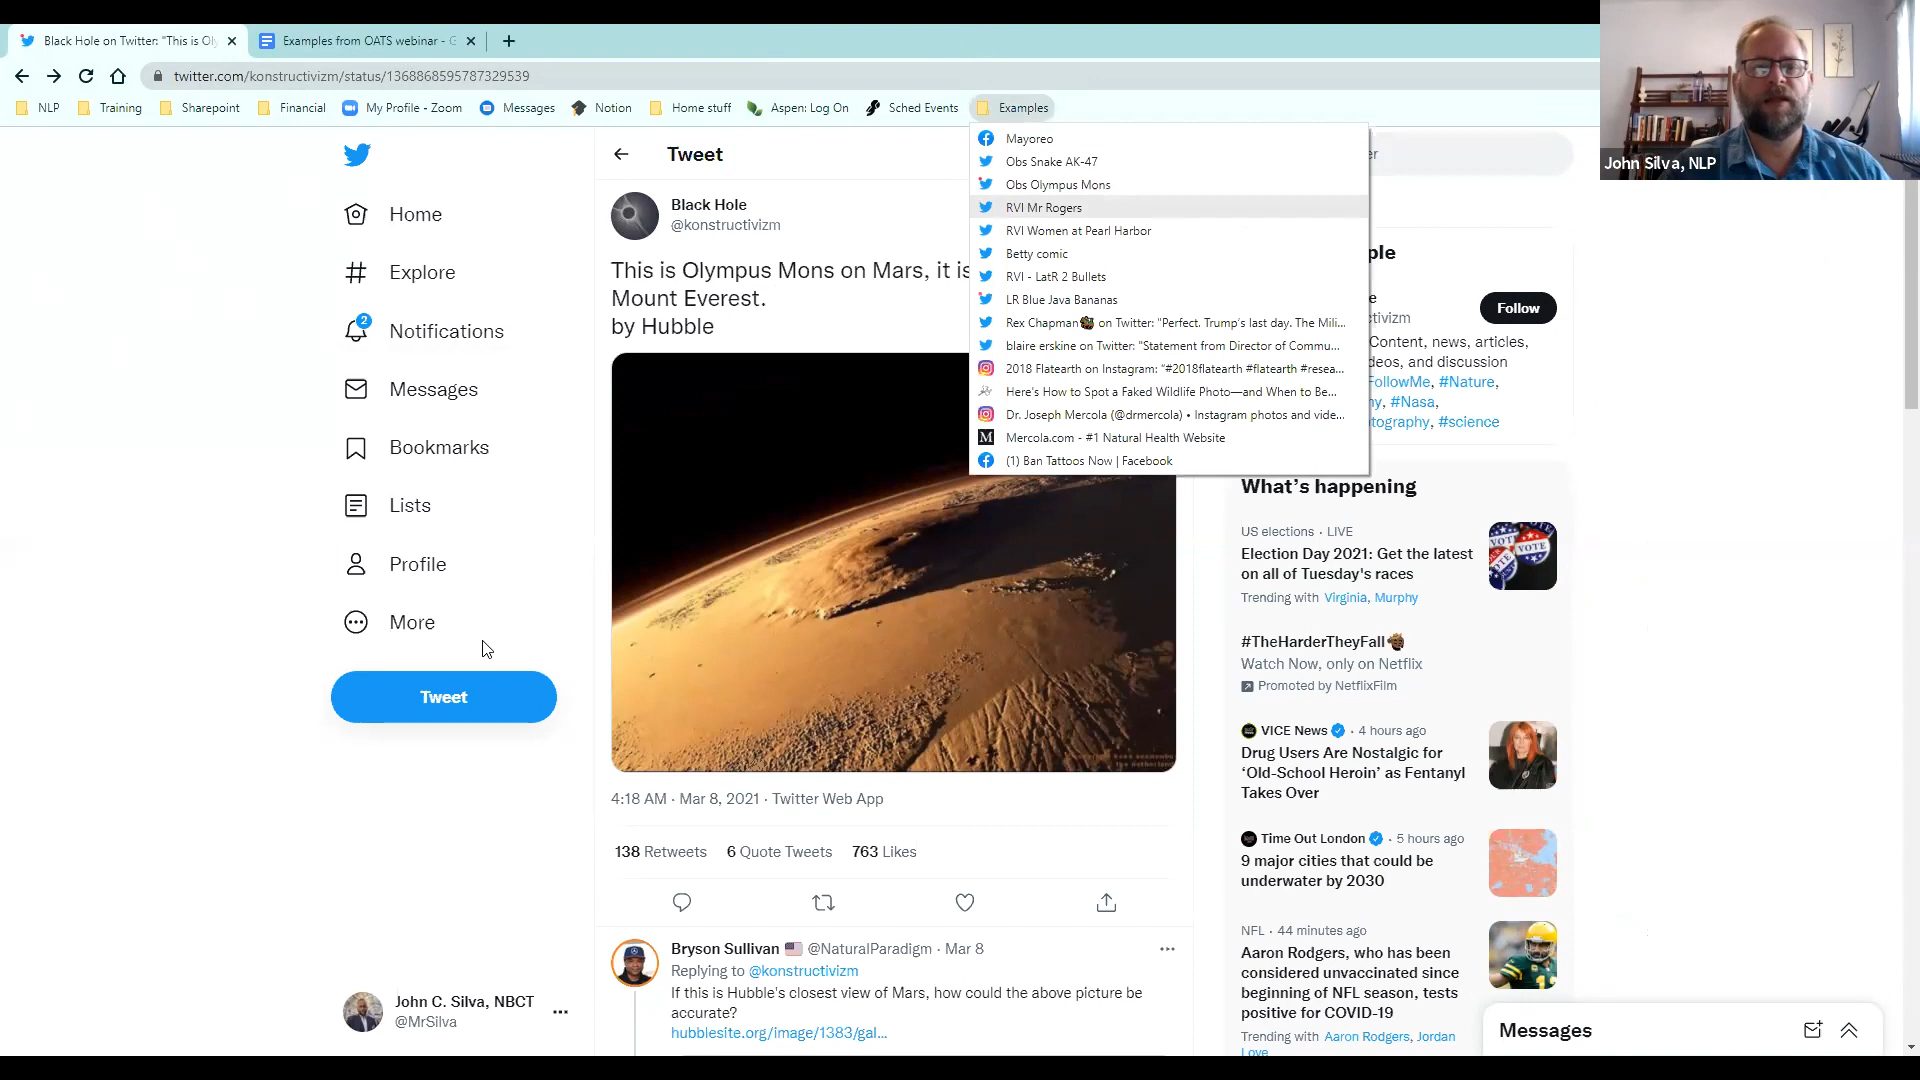 Black Hole on Twitter: "This is Ol
Examples from OATS webinar - G
twitter.com/konstructivizm/status/1368868595787329539
NLP
Training
Sharepoint
Financial
My Profile - Zoom
Messages
Notion
Home stuff
Aspen: Log On
Sched Events
Examples
Mayoreo
Obs Snake AK-47
Obs Olympus Mons
RVI Mr Rogers
RVI Women at Pearl Harbor
Betty comic
RVI - LatR 2 Bullets
LR Blue Java Bananas
Rex Chapman on Twitter: "Perfect. Trump's last day. The Mili...
blaire erskine on Twitter: "Statement from Director of Commu...
2018 Flatearth on Instagram: "#2018flatearth #flatearth #resea...
Here's How to Spot a Faked Wildlife Photo—and When to Be...
Dr. Joseph Mercola (@drmercola) • Instagram photos and vide...
M Mercola.com - #1 Natural Health Website
(1) Ban Tattoos Now | Facebook
John Silva, NLP
Home
Explore
2
Notifications
Messages
Bookmarks
Lists
Profile
More
Tweet
John C. Silva, NBCT
@MrSilva
Tweet
Black Hole
@konstructivizm
This is Olympus Mons on Mars, it is
Mount Everest.
by Hubble
4:18 AM · Mar 8, 2021 · Twitter Web App
138 Retweets 6 Quote Tweets 763 Likes
Bryson Sullivan @NaturalParadigm · Mar 8
Replying to @konstructivizm
If this is Hubble's closest view of Mars, how could the above picture be
accurate?
hubblesite.org/image/1383/gal...
er
ple
e
tivizm
Follow
Content, news, articles,
deos, and discussion
FollowMe, #Nature,
ny, #Nasa,
tography, #science
What's happening
US elections · LIVE
Election Day 2021: Get the latest
on all of Tuesday's races
Trending with Virginia, Murphy
VOTE
VOTE
#TheHarderTheyFall
Watch Now, only on Netflix
Promoted by NetflixFilm
VICE News · 4 hours ago
Drug Users Are Nostalgic for
'Old-School Heroin' as Fentanyl
Takes Over
Time Out London · 5 hours ago
9 major cities that could be
underwater by 2030
NFL · 44 minutes ago
Aaron Rodgers, who has been
considered unvaccinated since
beginning of NFL season, tests
positive for COVID-19
Trending with Aaron Rodgers, Jordan
Love
Messages